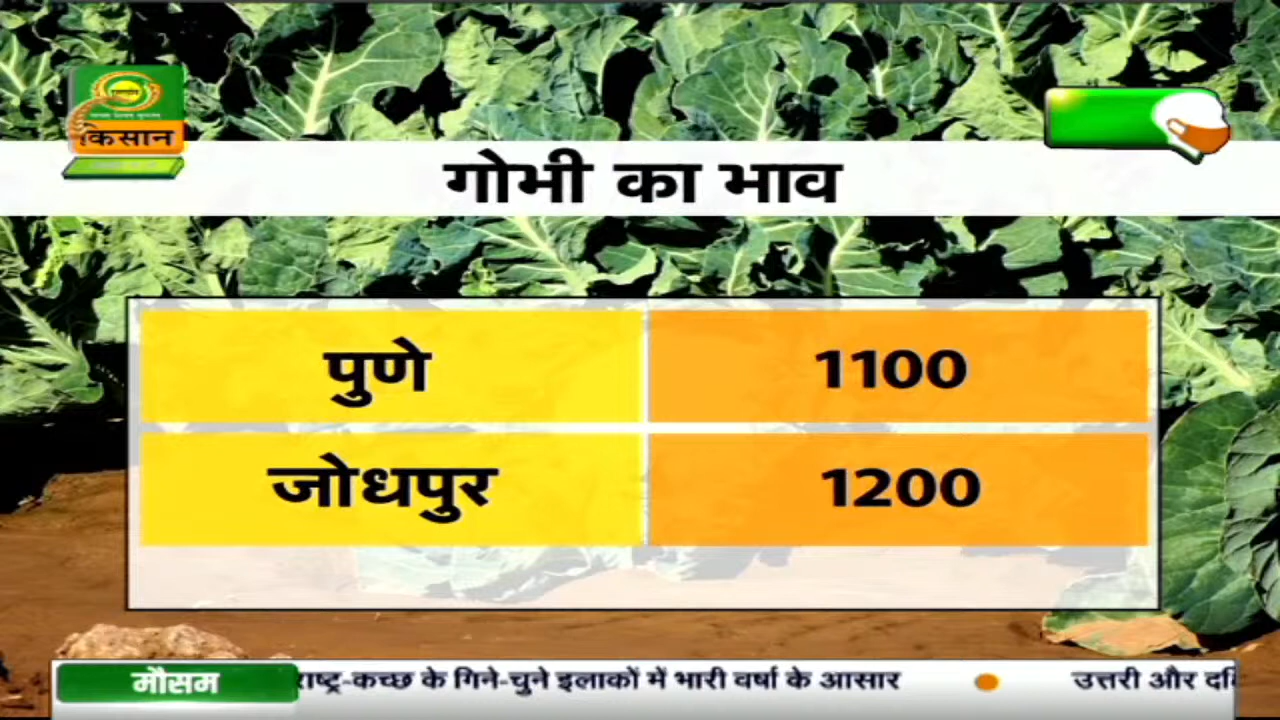 किसान
गोभी का भाव
पुणे 1100
जोधपुर 1200
मौसम
राष्ट्र-कच्छ के गिने-चुने इलाकों में भारी वर्षा के आसार
उत्तरी और